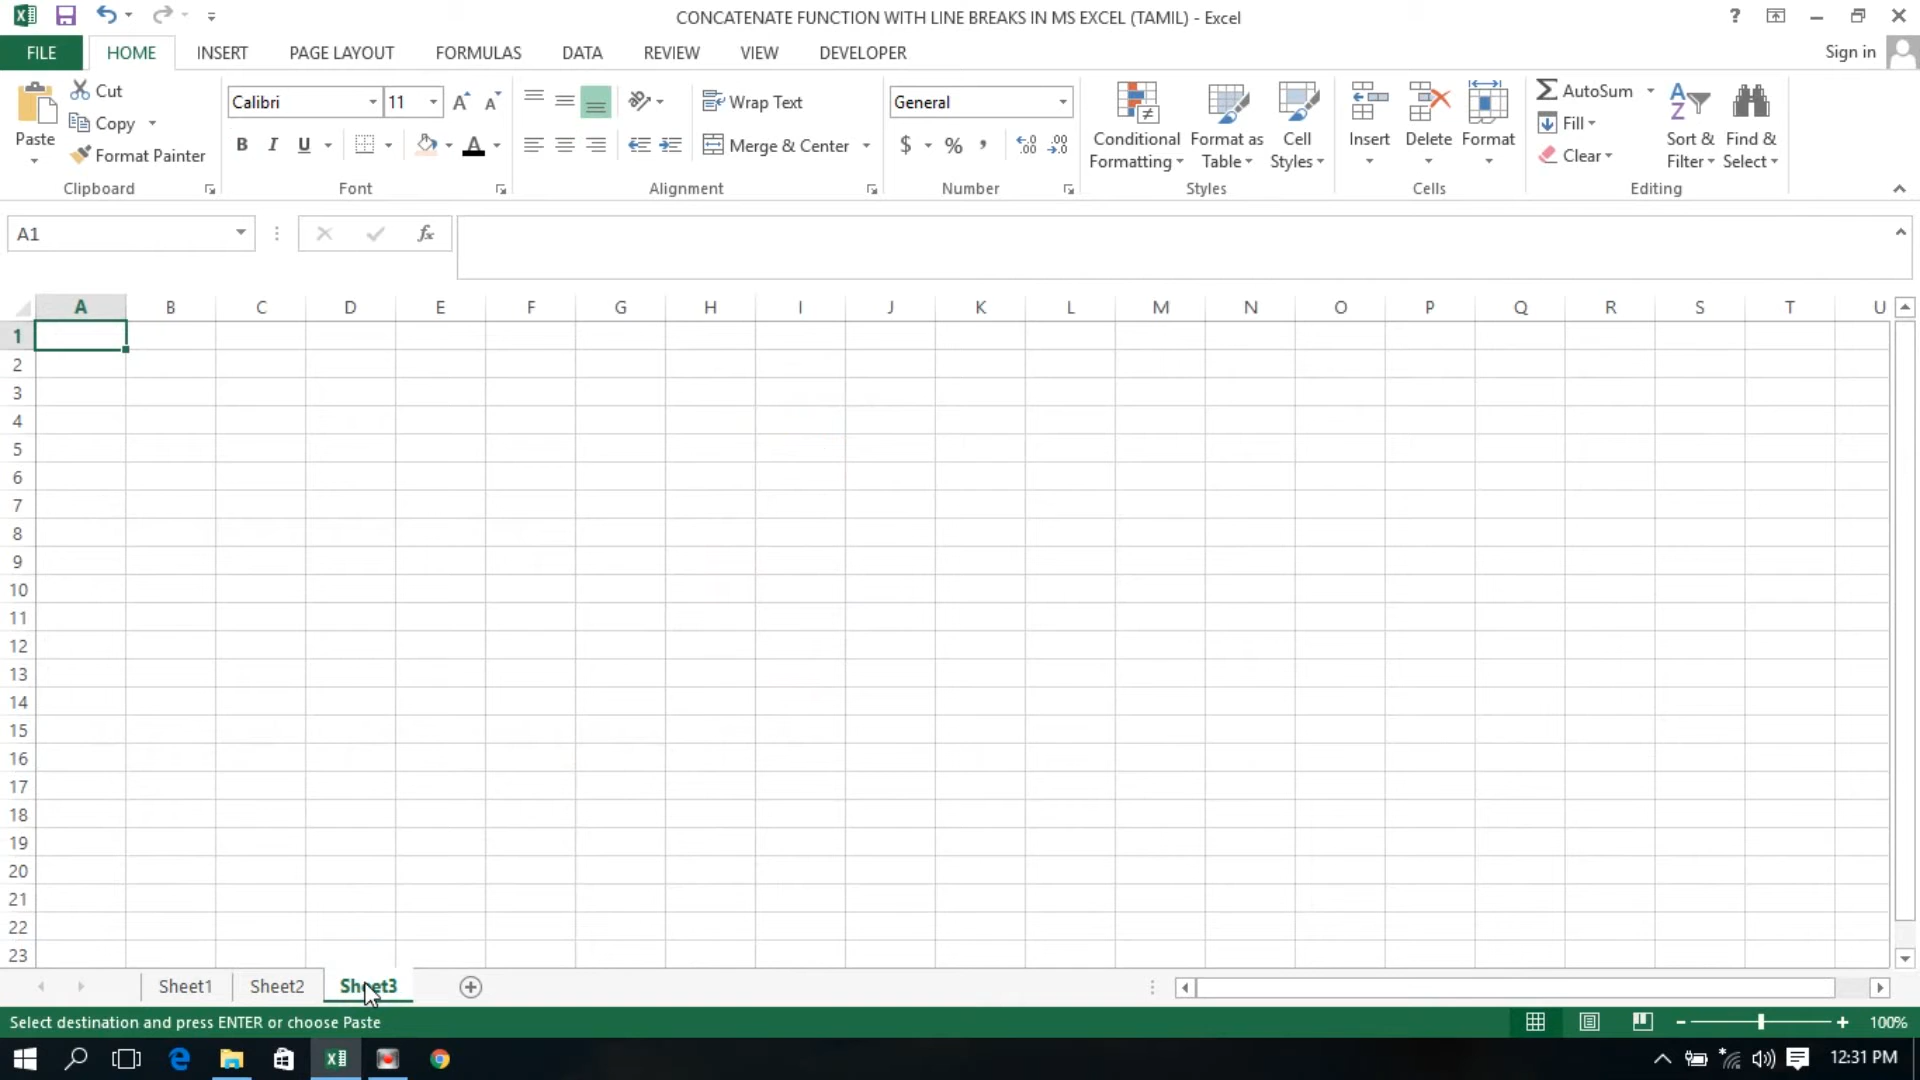 CONCATENATE FUNCTION WITH LINE BREAKS IN MS EXCEL (TAMIL) - Excel
?
FILE HOME INSERT PAGE LAYOUT FORMULAS DATA REVIEW VIEW DEVELOPER Sign in
Paste
Cut
Copy
Format Painter
Clipboard
Calibri 11
B I U A
Font
Wrap Text
Merge & Center
Alignment
General
$ % ,
Number
Conditional Formatting
Format as Table
Cell Styles
Styles
Insert Delete Format
Cells
AutoSum
Fill
Clear
Sort & Filter
Find & Select
Editing
A1 fx
A B C D E F G H I J K L M N O P Q R S T U
1
2
3
4
5
6
7
8
9
10
11
12
13
14
15
16
17
18
19
20
21
22
23
Sheet1 Sheet2 Sheet3
Select destination and press ENTER or choose Paste 100%
12:31 PM